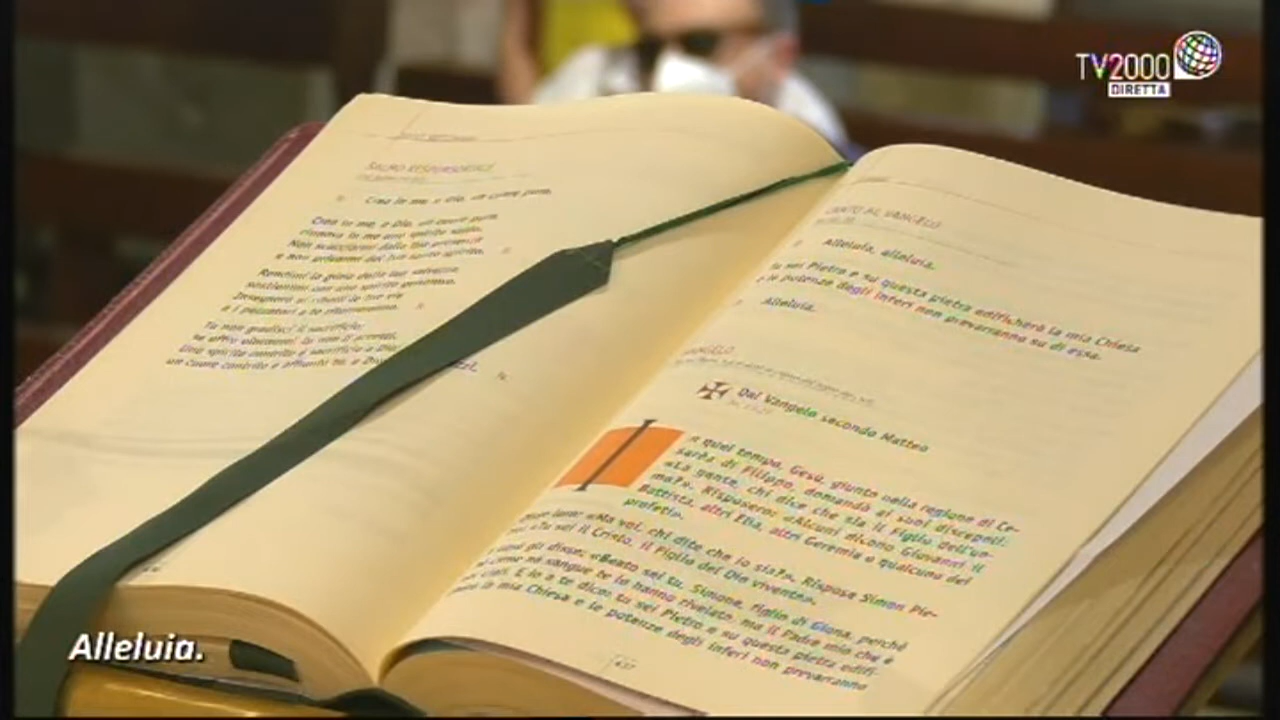 TV2000
DIRETTA
SALMO RESPONSORIALE
Crea in me, o Dio, un cuore puro.
Crea in me, o Dio, un cuore puro,
rinnova in me uno spirito saldo.
Non scacciarmi dalla tua presenza
e non privarmi del tuo santo spirito.
Rendimi la gioia della tua salvezza,
sostienimi con uno spirito generoso.
Insegnerò ai ribelli le tue vie
e i peccatori a te ritorneranno.
Tu non gradisci il sacrificio;
se offro olocausti, tu non li accetti.
Uno spirito contrito è sacrificio a Dio;
un cuore contrito e affranto tu, o Dio,
CANTO AL VANGELO
Alleluia, alleluia.
Tu sei Pietro e su questa pietra edificherò la mia Chiesa
e le potenze degli inferi non prevarranno su di essa.
Alleluia.
VANGELO
Dal Vangelo secondo Matteo
In quel tempo, Gesù, giunto nella regione di Ce-
sarèa di Filippo, domandò ai suoi discepoli:
«La gente, chi dice che sia il Figlio dell'uo-
mo?». Risposero: «Alcuni dicono Giovanni il
Battista, altri Elia, altri Geremia o qualcuno dei
profeti».
loro: «Ma voi, chi dite che io sia?». Rispose Simon Pie-
«Tu sei il Cristo, il Figlio del Dio vivente».
gli disse: «Beato sei tu, Simone, figlio di Giona, perché
né carne né sangue te lo hanno rivelato, ma il Padre mio che è
E io a te dico: tu sei Pietro e su questa pietra edifi-
la mia Chiesa e le potenze degli inferi non prevarranno
437
Alleluia.